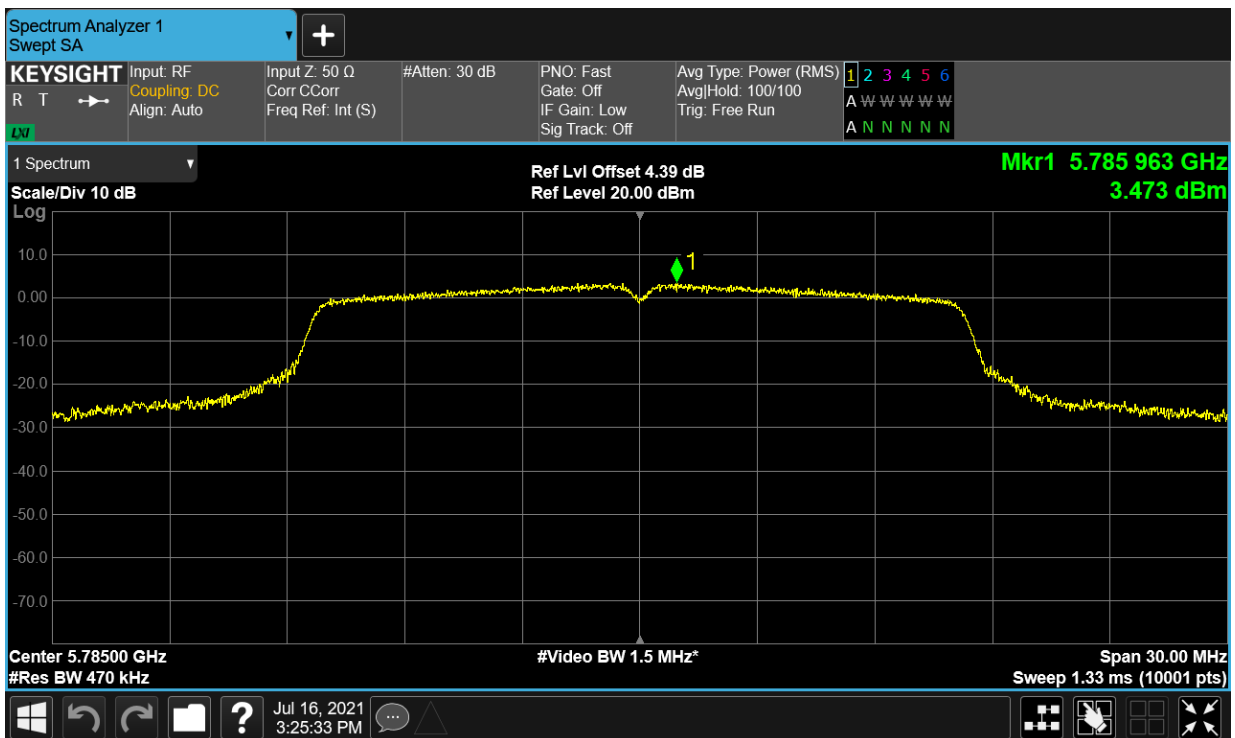 Spectrum Analyzer 1
Swept SA
KEYSIGHT
R T
LXI
Input: RF
Coupling: DC
Align: Auto
Input Z: 50 Ω
Corr CCorr
Freq Ref: Int (S)
#Atten: 30 dB
PNO: Fast
Gate: Off
IF Gain: Low
Sig Track: Off
Avg Type: Power (RMS)
Avg|Hold: 100/100
Trig: Free Run
1 2 3 4 5 6
A W W W W W
A N N N N N
1 Spectrum
Scale/Div 10 dB
Log
Ref Lvl Offset 4.39 dB
Ref Level 20.00 dBm
Mkr1 5.785 963 GHz
3.473 dBm
1
10.0
0.00
-10.0
-20.0
-30.0
-40.0
-50.0
-60.0
-70.0
Center 5.78500 GHz
#Res BW 470 kHz
#Video BW 1.5 MHz*
Span 30.00 MHz
Sweep 1.33 ms (10001 pts)
?
Jul 16, 2021
3:25:33 PM